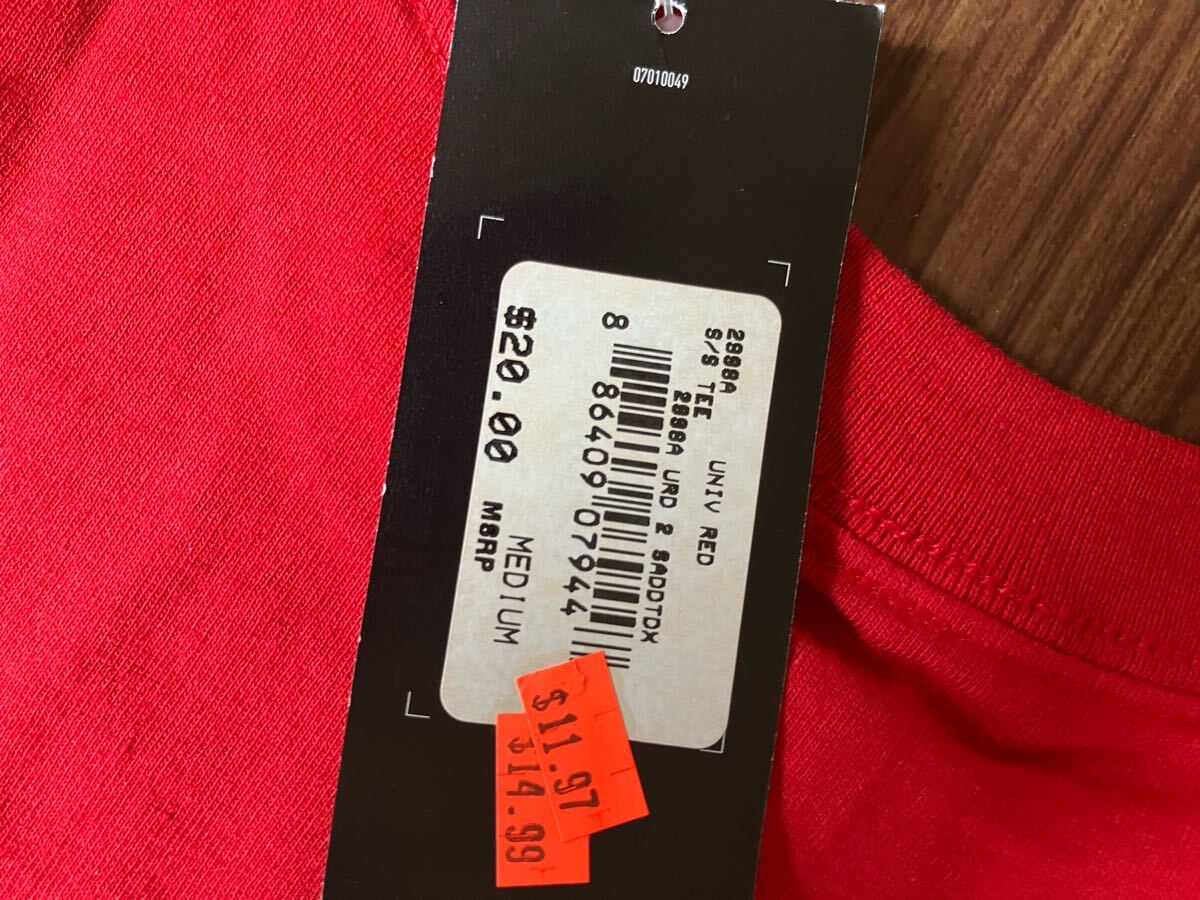 07010049
2898A
S/S TEE UNIV RED
2898A URD 2 SADDTDX
8 86409 07944
MEDIUM
$20.00 MSRP
$11.97
$14.99